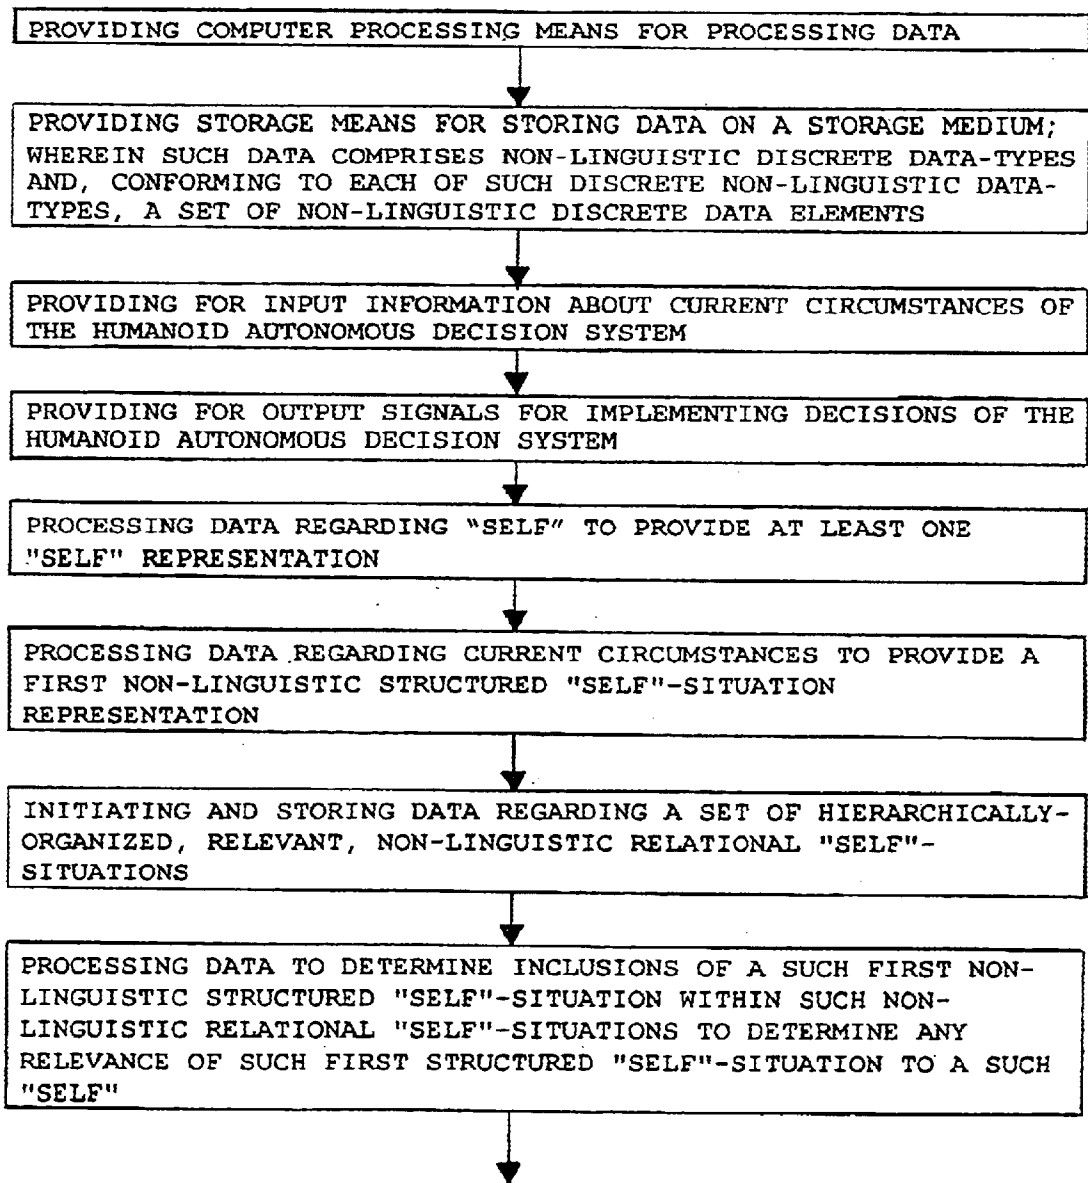 PROVIDING COMPUTER PROCESSING MEANS FOR PROCESSING DATA
PROVIDING STORAGE MEANS FOR STORING DATA ON A STORAGE MEDIUM;
WHEREIN SUCH DATA COMPRISES NON-LINGUISTIC DISCRETE DATA-TYPES
AND, CONFORMING TO EACH OF SUCH DISCRETE NON-LINGUISTIC DATA-
TYPES, A SET OF NON-LINGUISTIC DISCRETE DATA ELEMENTS
PROVIDING FOR INPUT INFORMATION ABOUT CURRENT CIRCUMSTANCES OF
THE HUMANOID AUTONOMOUS DECISION SYSTEM
PROVIDING FOR OUTPUT SIGNALS FOR IMPLEMENTING DECISIONS OF THE
HUMANOID AUTONOMOUS DECISION SYSTEM
PROCESSING DATA REGARDING “SELF” TO PROVIDE AT LEAST ONE
"SELF" REPRESENTATION
PROCESSING DATA REGARDING CURRENT CIRCUMSTANCES TO PROVIDE A
FIRST NON-LINGUISTIC STRUCTURED "SELF"-SITUATION
REPRESENTATION
INITIATING AND STORING DATA REGARDING A SET OF HIERARCHICALLY-
ORGANIZED, RELEVANT, NON-LINGUISTIC RELATIONAL "SELF"-
SITUATIONS
PROCESSING DATA TO DETERMINE INCLUSIONS OF A SUCH FIRST NON-
LINGUISTIC STRUCTURED "SELF"-SITUATION WITHIN SUCH NON-
LINGUISTIC RELATIONAL "SELF"-SITUATIONS TO DETERMINE ANY
RELEVANCE OF SUCH FIRST STRUCTURED "SELF"-SITUATION TO A SUCH
"SELF"